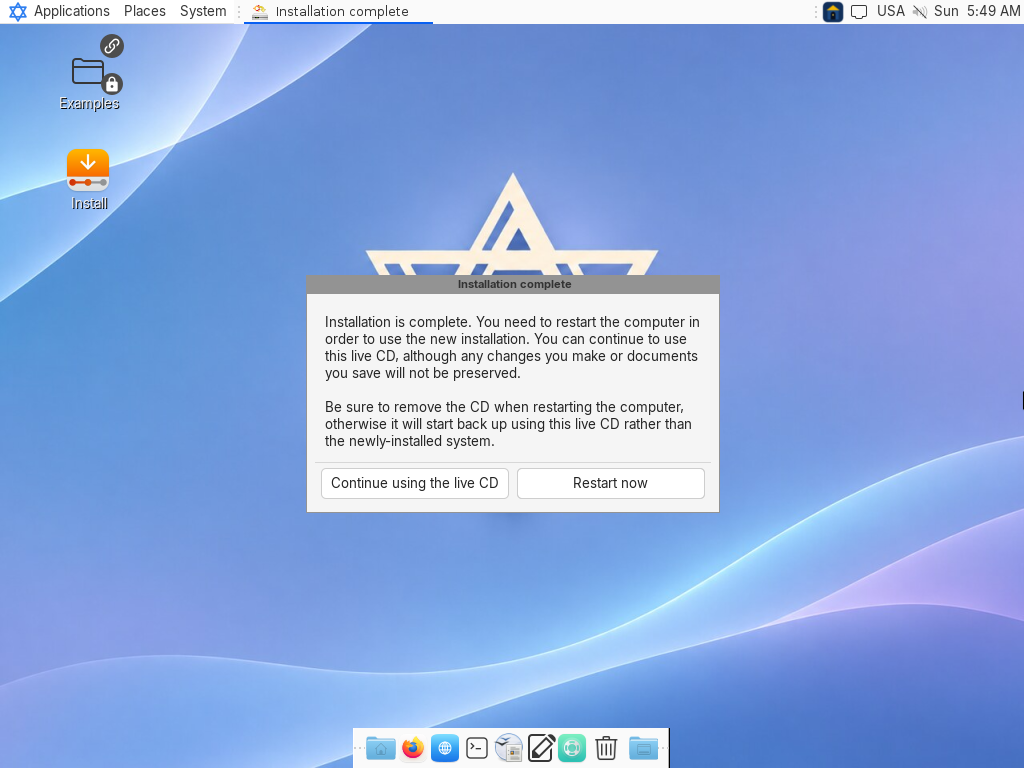 Applications Places System Installation complete USA Sun 5:49 AM
Examples
Install
Installation complete
Installation is complete. You need to restart the computer in
order to use the new installation. You can continue to use
this live CD, although any changes you make or documents
you save will not be preserved.
Be sure to remove the CD when restarting the computer,
otherwise it will start back up using this live CD rather than
the newly-installed system.
Continue using the live CD Restart now